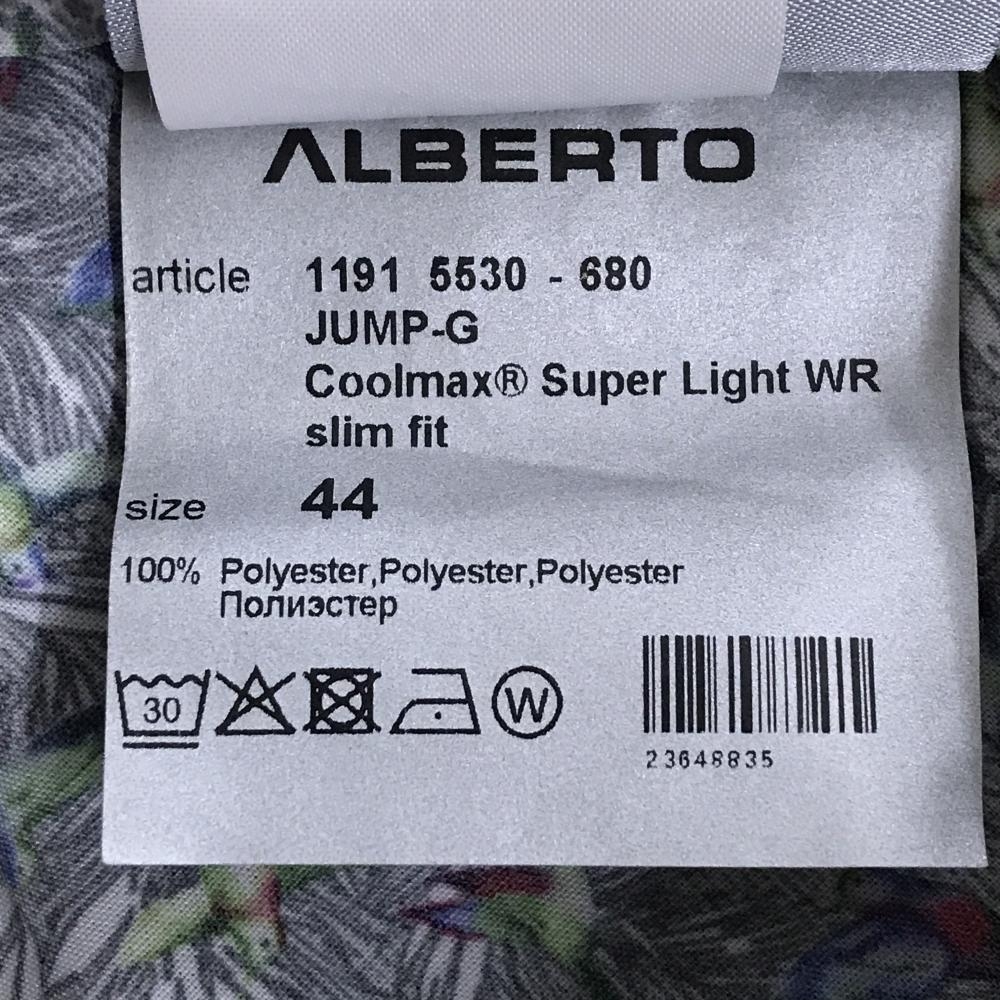 ALBERTO
article 1191 5530 - 680
JUMP-G
Coolmax® Super Light WR
slim fit
size 44
100% Polyester,Polyester,Polyester
Полиэстер
30 W
23648835